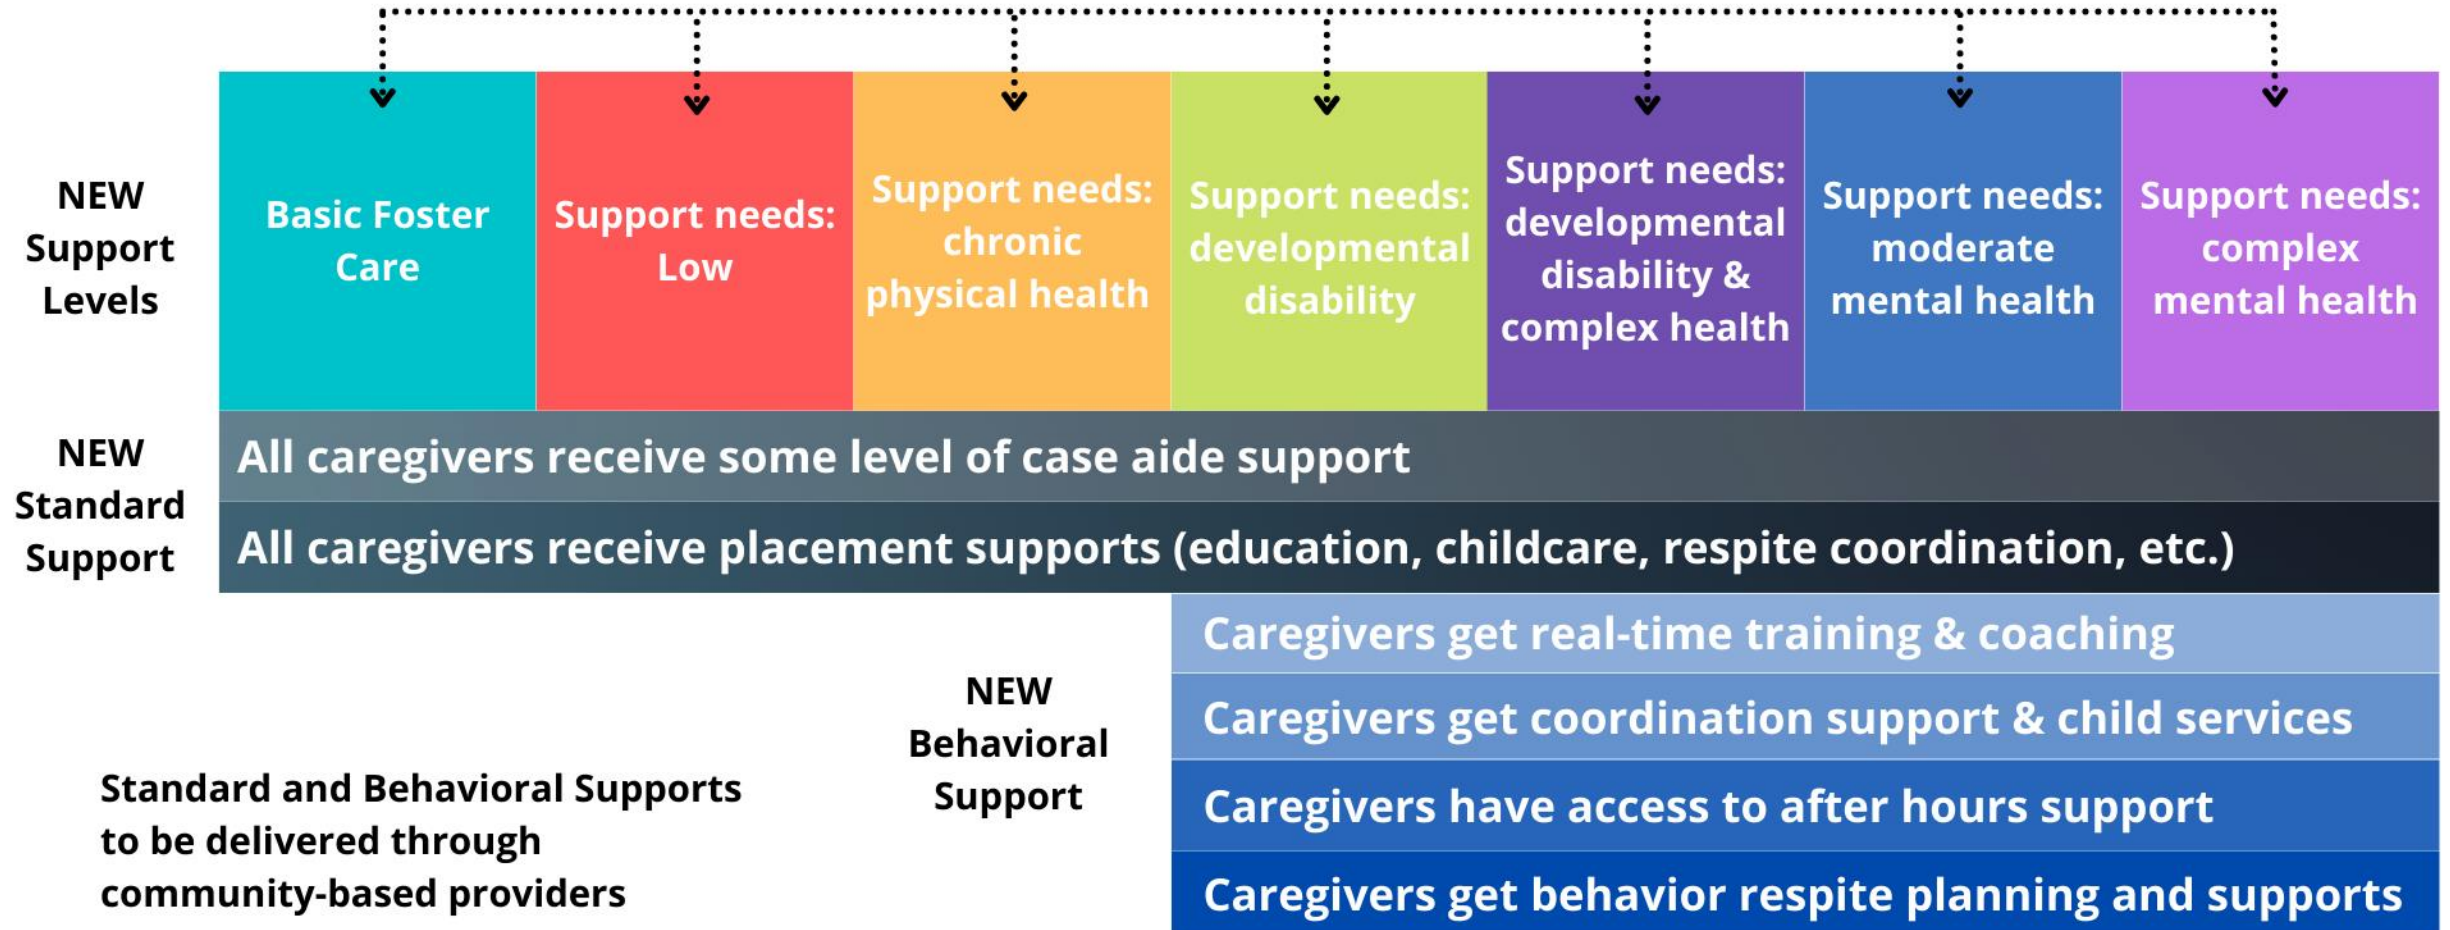 NEW
Support
Levels
Basic Foster
Care
Support needs:
Low
Support needs:
chronic
physical health
Support needs:
developmental
disability
Support needs:
developmental
disability &
complex health
Support needs:
moderate
mental health
Support needs:
complex
mental health
NEW
Standard
Support
All caregivers receive some level of case aide support
All caregivers receive placement supports (education, childcare, respite coordination, etc.)
NEW
Behavioral
Support
Caregivers get real-time training & coaching
Caregivers get coordination support & child services
Caregivers have access to after hours support
Caregivers get behavior respite planning and supports
Standard and Behavioral Supports
to be delivered through
community-based providers